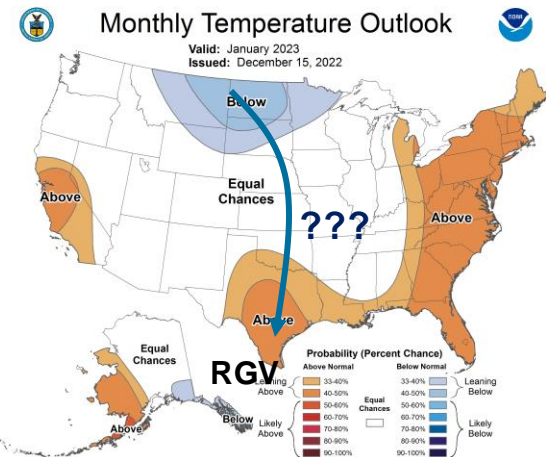 Monthly Temperature Outlook
Valid: January 2023
Issued: December 15, 2022
NOAA
Below
Equal
Chances
Above
???
Above
Above
Equal
Chances
RGV
Above
Below
Probability (Percent Chance)
Above Normal
Below Normal
Leaning
Above
33-40%
40-50%
50-60%
Likely
Above
60-70%
70-80%
80-90%
90-100%
Equal
Chances
33-40%
40-50%
50-60%
60-70%
70-80%
80-90%
90-100%
Leaning
Below
Likely
Below